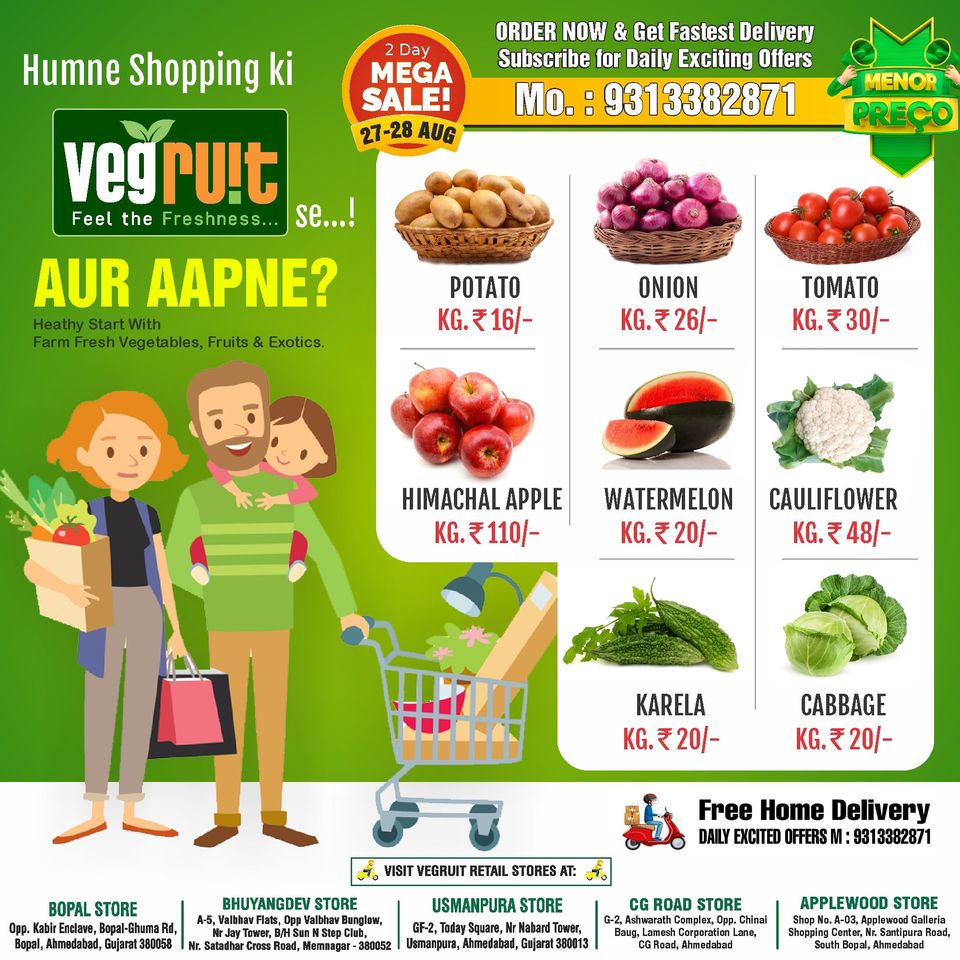 Humne Shopping ki
vegru!t
Feel the Freshness...
se...!
AUR AAPNE?
Heathy Start With
Farm Fresh Vegetables, Fruits & Exotics.
2 Day
MEGA
SALE!
27-28 AUG
ORDER NOW & Get Fastest Delivery
Subscribe for Daily Exciting Offers
Mo. : 9313382871
MENOR
PREÇO
POTATO
KG. ₹ 16/-
ONION
KG. ₹ 26/-
TOMATO
KG. ₹ 30/-
HIMACHAL APPLE
KG. ₹ 110/-
WATERMELON
KG. ₹ 20/-
CAULIFLOWER
KG. ₹ 48/-
KARELA
KG. ₹ 20/-
CABBAGE
KG. ₹ 20/-
Free Home Delivery
DAILY EXCITED OFFERS M : 9313382871
VISIT VEGRUIT RETAIL STORES AT:
BOPAL STORE
Opp. Kabir Enclave, Bopal-Ghuma Rd,
Bopal, Ahmedabad, Gujarat 380058
BHUYANGDEV STORE
A-5, Vaibhav Flats, Opp Vaibhav Bunglow,
Nr Jay Tower, B/H Sun N Step Club,
Nr. Satadhar Cross Road, Memnagar - 380052
USMANPURA STORE
GF-2, Today Square, Nr Nabard Tower,
Usmanpura, Ahmedabad, Gujarat 380013
CG ROAD STORE
G-2, Ashwarath Complex, Opp. Chinai
Baug, Lamesh Corporation Lane,
CG Road, Ahmedabad
APPLEWOOD STORE
Shop No. A-03, Applewood Galleria
Shopping Center, Nr. Santipura Road,
South Bopal, Ahmedabad